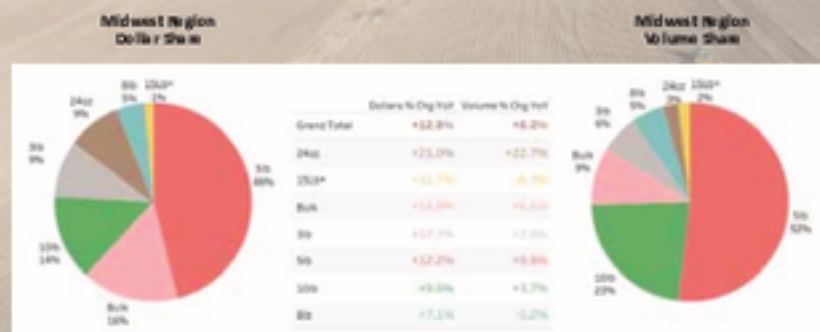 Midwest Region
Dollar Share
Midwest Region
Volume Share
8lb
5%
15Lb+
2%
24oz
9%
3lb
9%
10lb
14%
Bulk
16%
5lb
46%
Dollars % Chg YoY Volume % Chg YoY
Grand Total +12.8% +6.2%
24oz +21.0% +22.7%
15Lb+
Bulk
3lb
5lb +12.2%
10lb +9.6% +3.7%
8lb +7.1% -2.2%
24oz
3%
15Lb+
2%
8lb
5%
3lb
6%
Bulk
9%
10lb
23%
5lb
52%